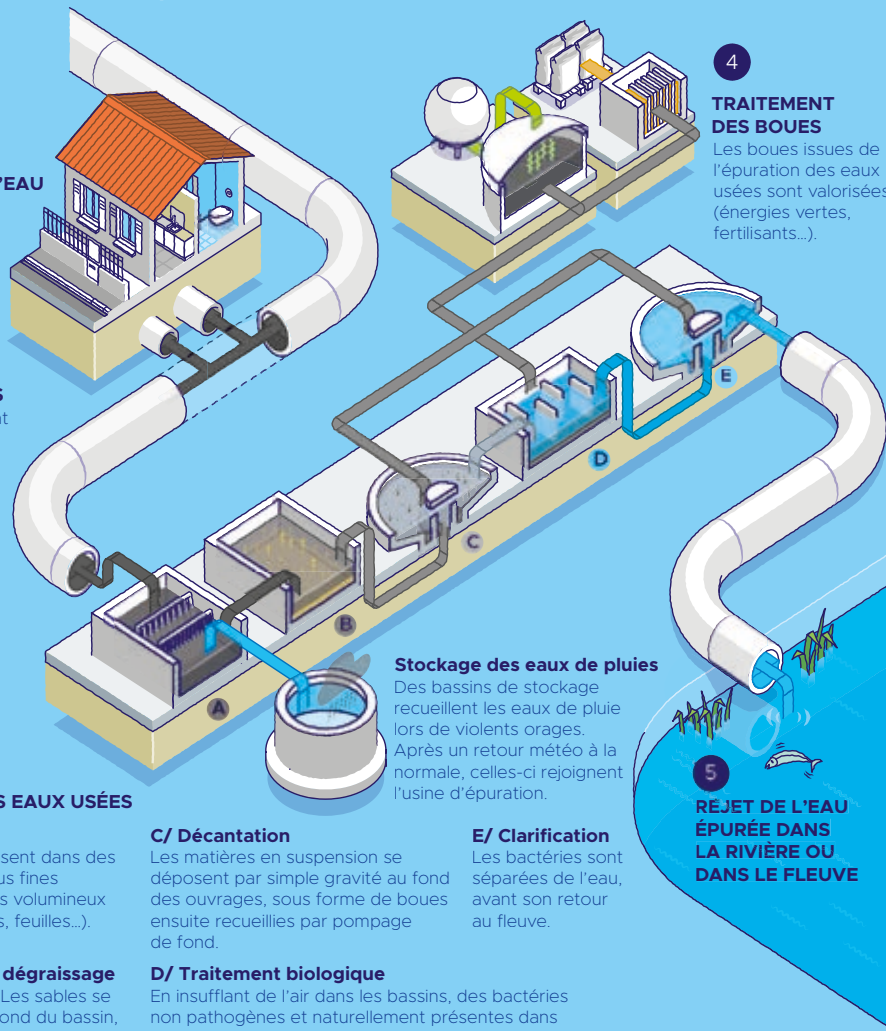 4
TRAITEMENT
DES BOUES
Les boues issues de
l'épuration des eaux
usées sont valorisées
(énergies vertes,
fertilisants…).
'EAU
S
at
E
D
C
B
A
Stockage des eaux de pluies
Des bassins de stockage
recueillent les eaux de pluie
lors de violents orages.
Après un retour météo à la
normale, celles-ci rejoignent
l'usine d'épuration.
5
REJET DE L'EAU
ÉPURÉE DANS
LA RIVIÈRE OU
DANS LE FLEUVE
S EAUX USÉES
sent dans des
us fines
s volumineux
s, feuilles…).
dégraissage
Les sables se
ond du bassin,
C/ Décantation
Les matières en suspension se
déposent par simple gravité au fond
des ouvrages, sous forme de boues
ensuite recueillies par pompage
de fond.
D/ Traitement biologique
En insufflant de l'air dans les bassins, des bactéries
non pathogènes et naturellement présentes dans
E/ Clarification
Les bactéries sont
séparées de l'eau,
avant son retour
au fleuve.